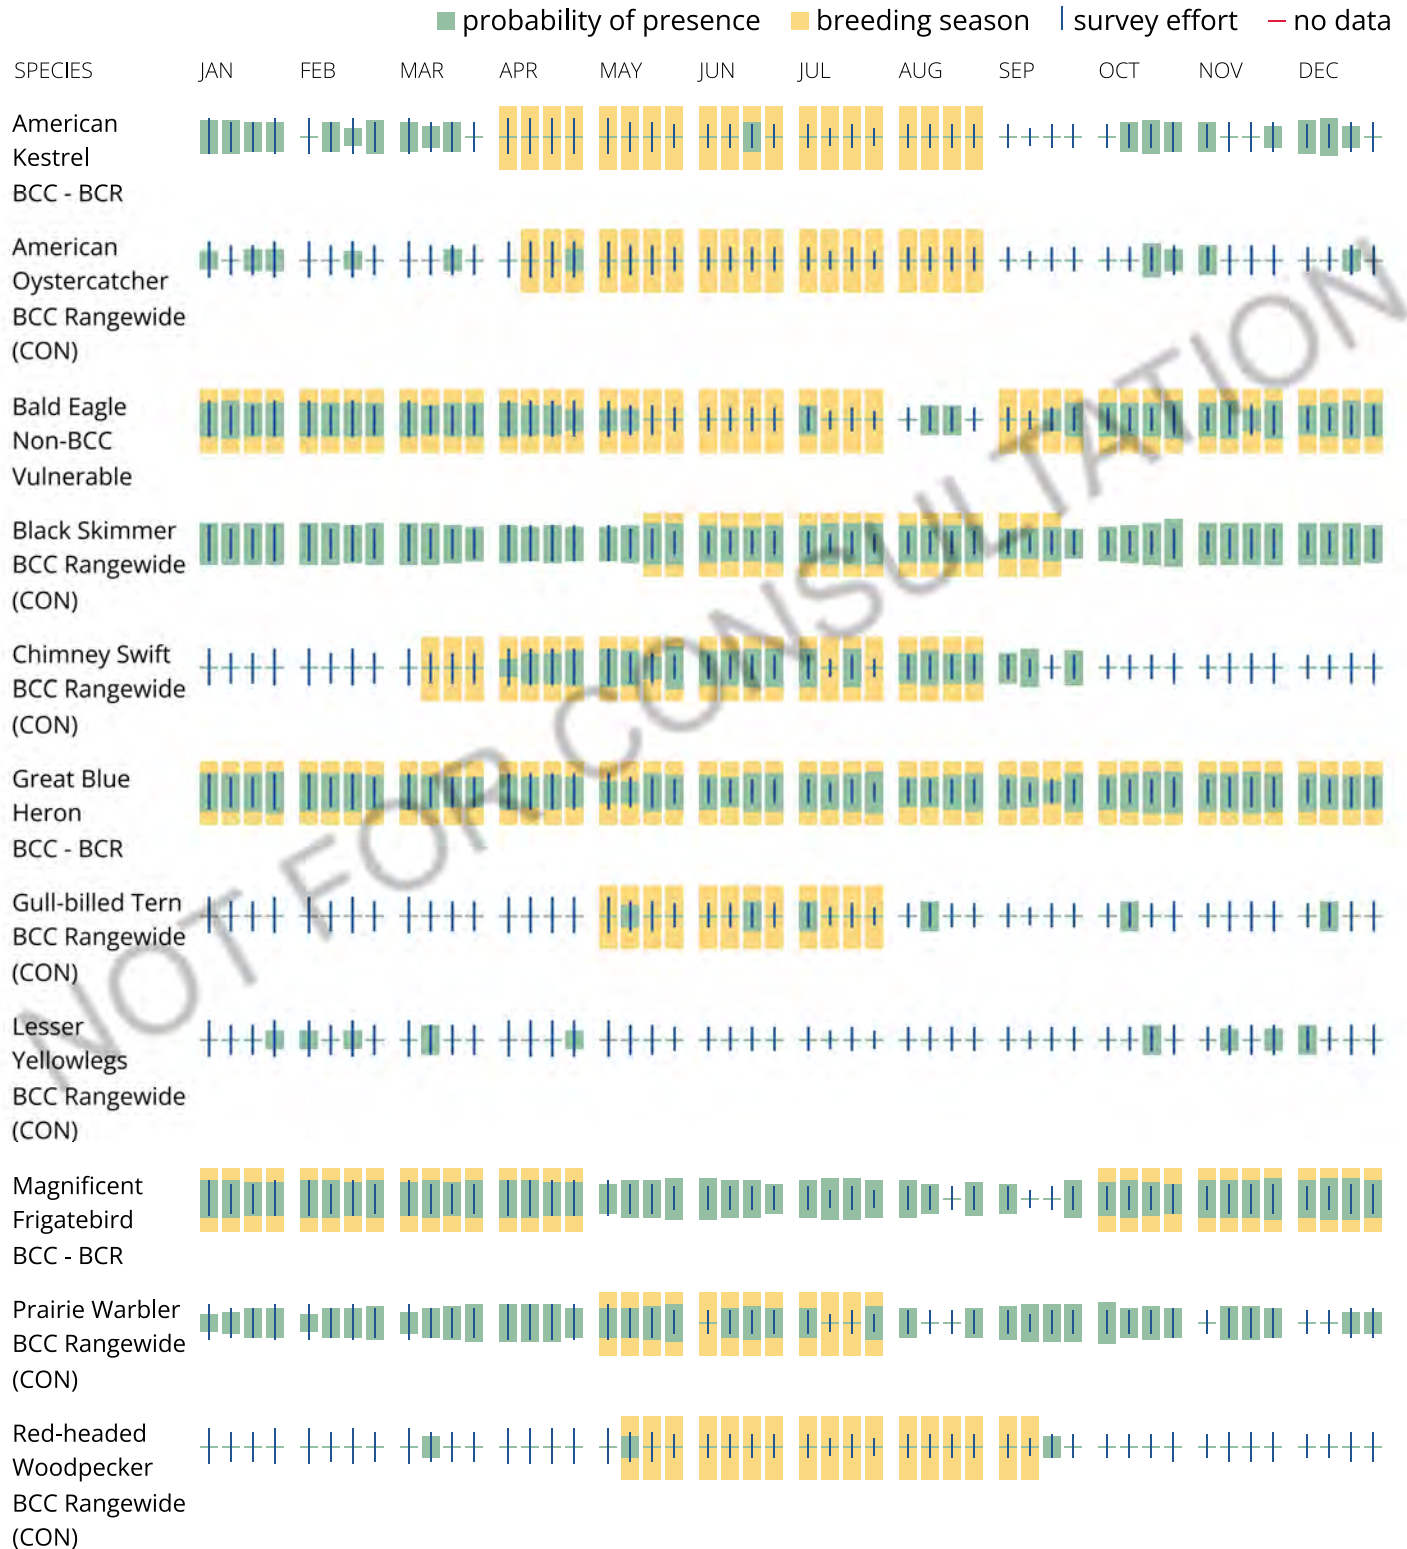 probability of presence breeding season survey effort no data
SPECIES JAN FEB MAR APR MAY JUN JUL AUG SEP OCT NOV DEC
American
Kestrel
BCC - BCR
American
Oystercatcher
BCC Rangewide
(CON)
Bald Eagle
Non-BCC
Vulnerable
Black Skimmer
BCC Rangewide
(CON)
Chimney Swift
BCC Rangewide
(CON)
Great Blue
Heron
BCC - BCR
Gull-billed Tern
BCC Rangewide
(CON)
Lesser
Yellowlegs
BCC Rangewide
(CON)
Magnificent
Frigatebird
BCC - BCR
Prairie Warbler
BCC Rangewide
(CON)
Red-headed
Woodpecker
BCC Rangewide
(CON)
NOT FOR CONSULTATION